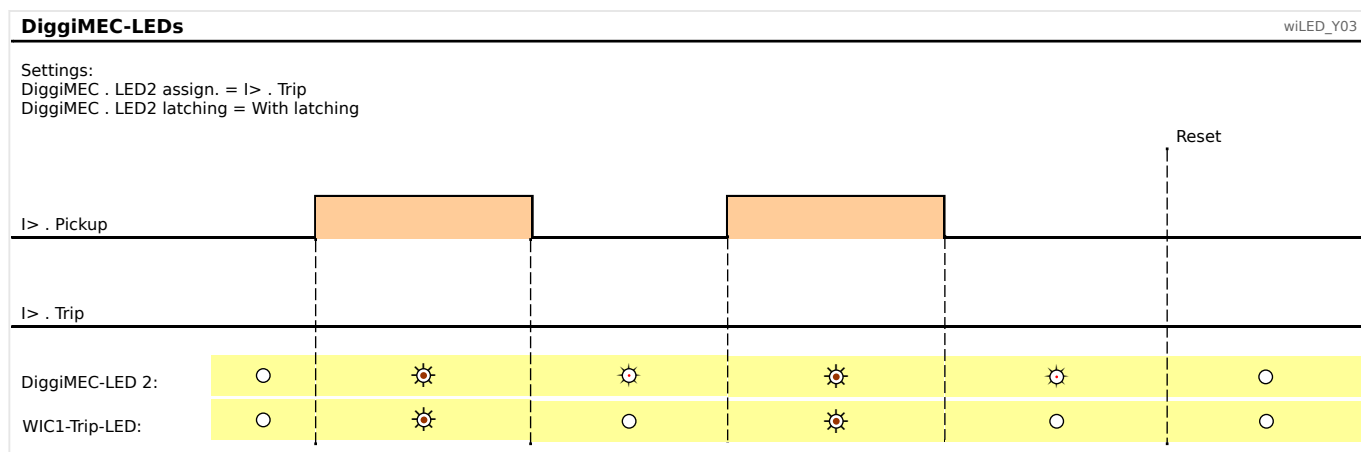 DiggiMEC-LEDs
wiLED_Y03
Settings:
DiggiMEC . LED2 assign. = I> . Trip
DiggiMEC . LED2 latching = With latching
Reset
I> . Pickup
I> . Trip
DiggiMEC-LED 2:
WIC1-Trip-LED: